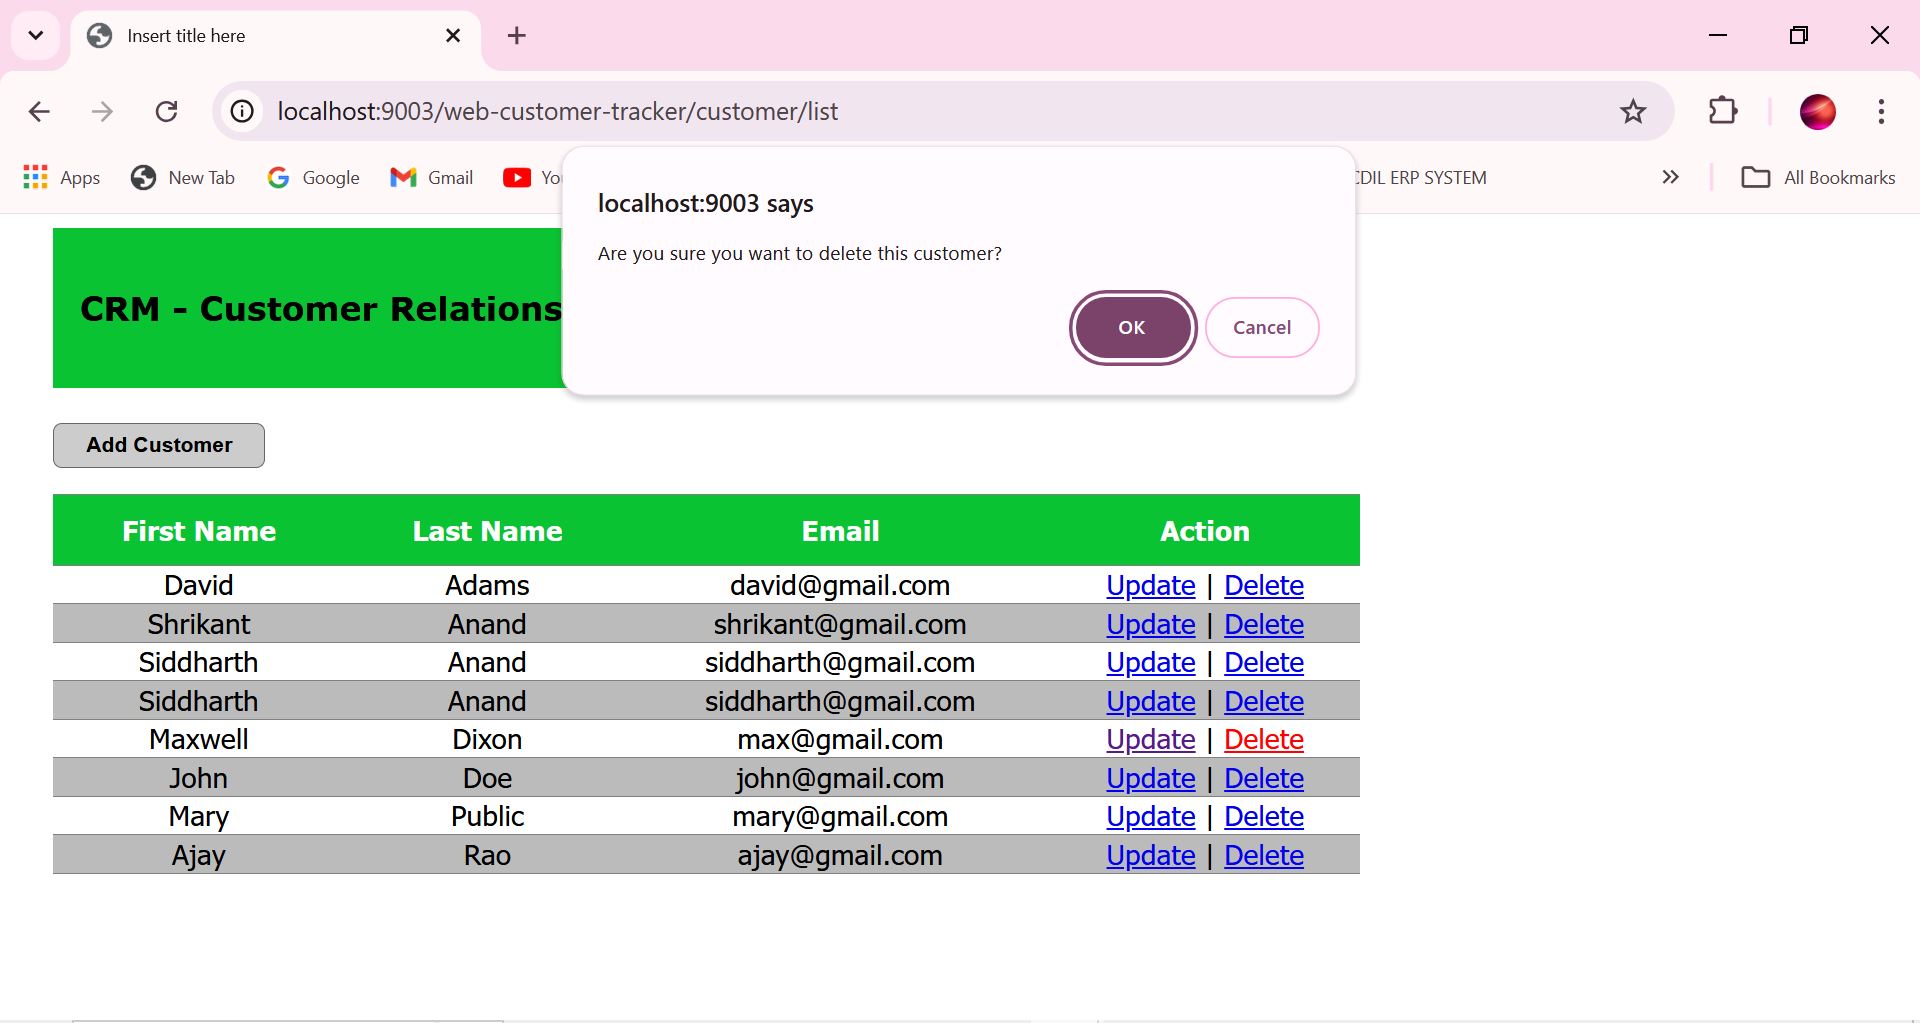 Insert title here
localhost:9003/web-customer-tracker/customer/list
Apps New Tab Google Gmail ERP SYSTEM All Bookmarks
localhost:9003 says
Are you sure you want to delete this customer?
OK Cancel
CRM - Customer
Add Customer
First Name Last Name Email Action
David Adams david@gmail.com Update | Delete
Shrikant Anand shrikant@gmail.com Update | Delete
Siddharth Anand siddharth@gmail.com Update | Delete
Siddharth Anand siddharth@gmail.com Update | Delete
Maxwell Dixon max@gmail.com Update | Delete
John Doe john@gmail.com Update | Delete
Mary Public mary@gmail.com Update | Delete
Ajay Rao ajay@gmail.com Update | Delete